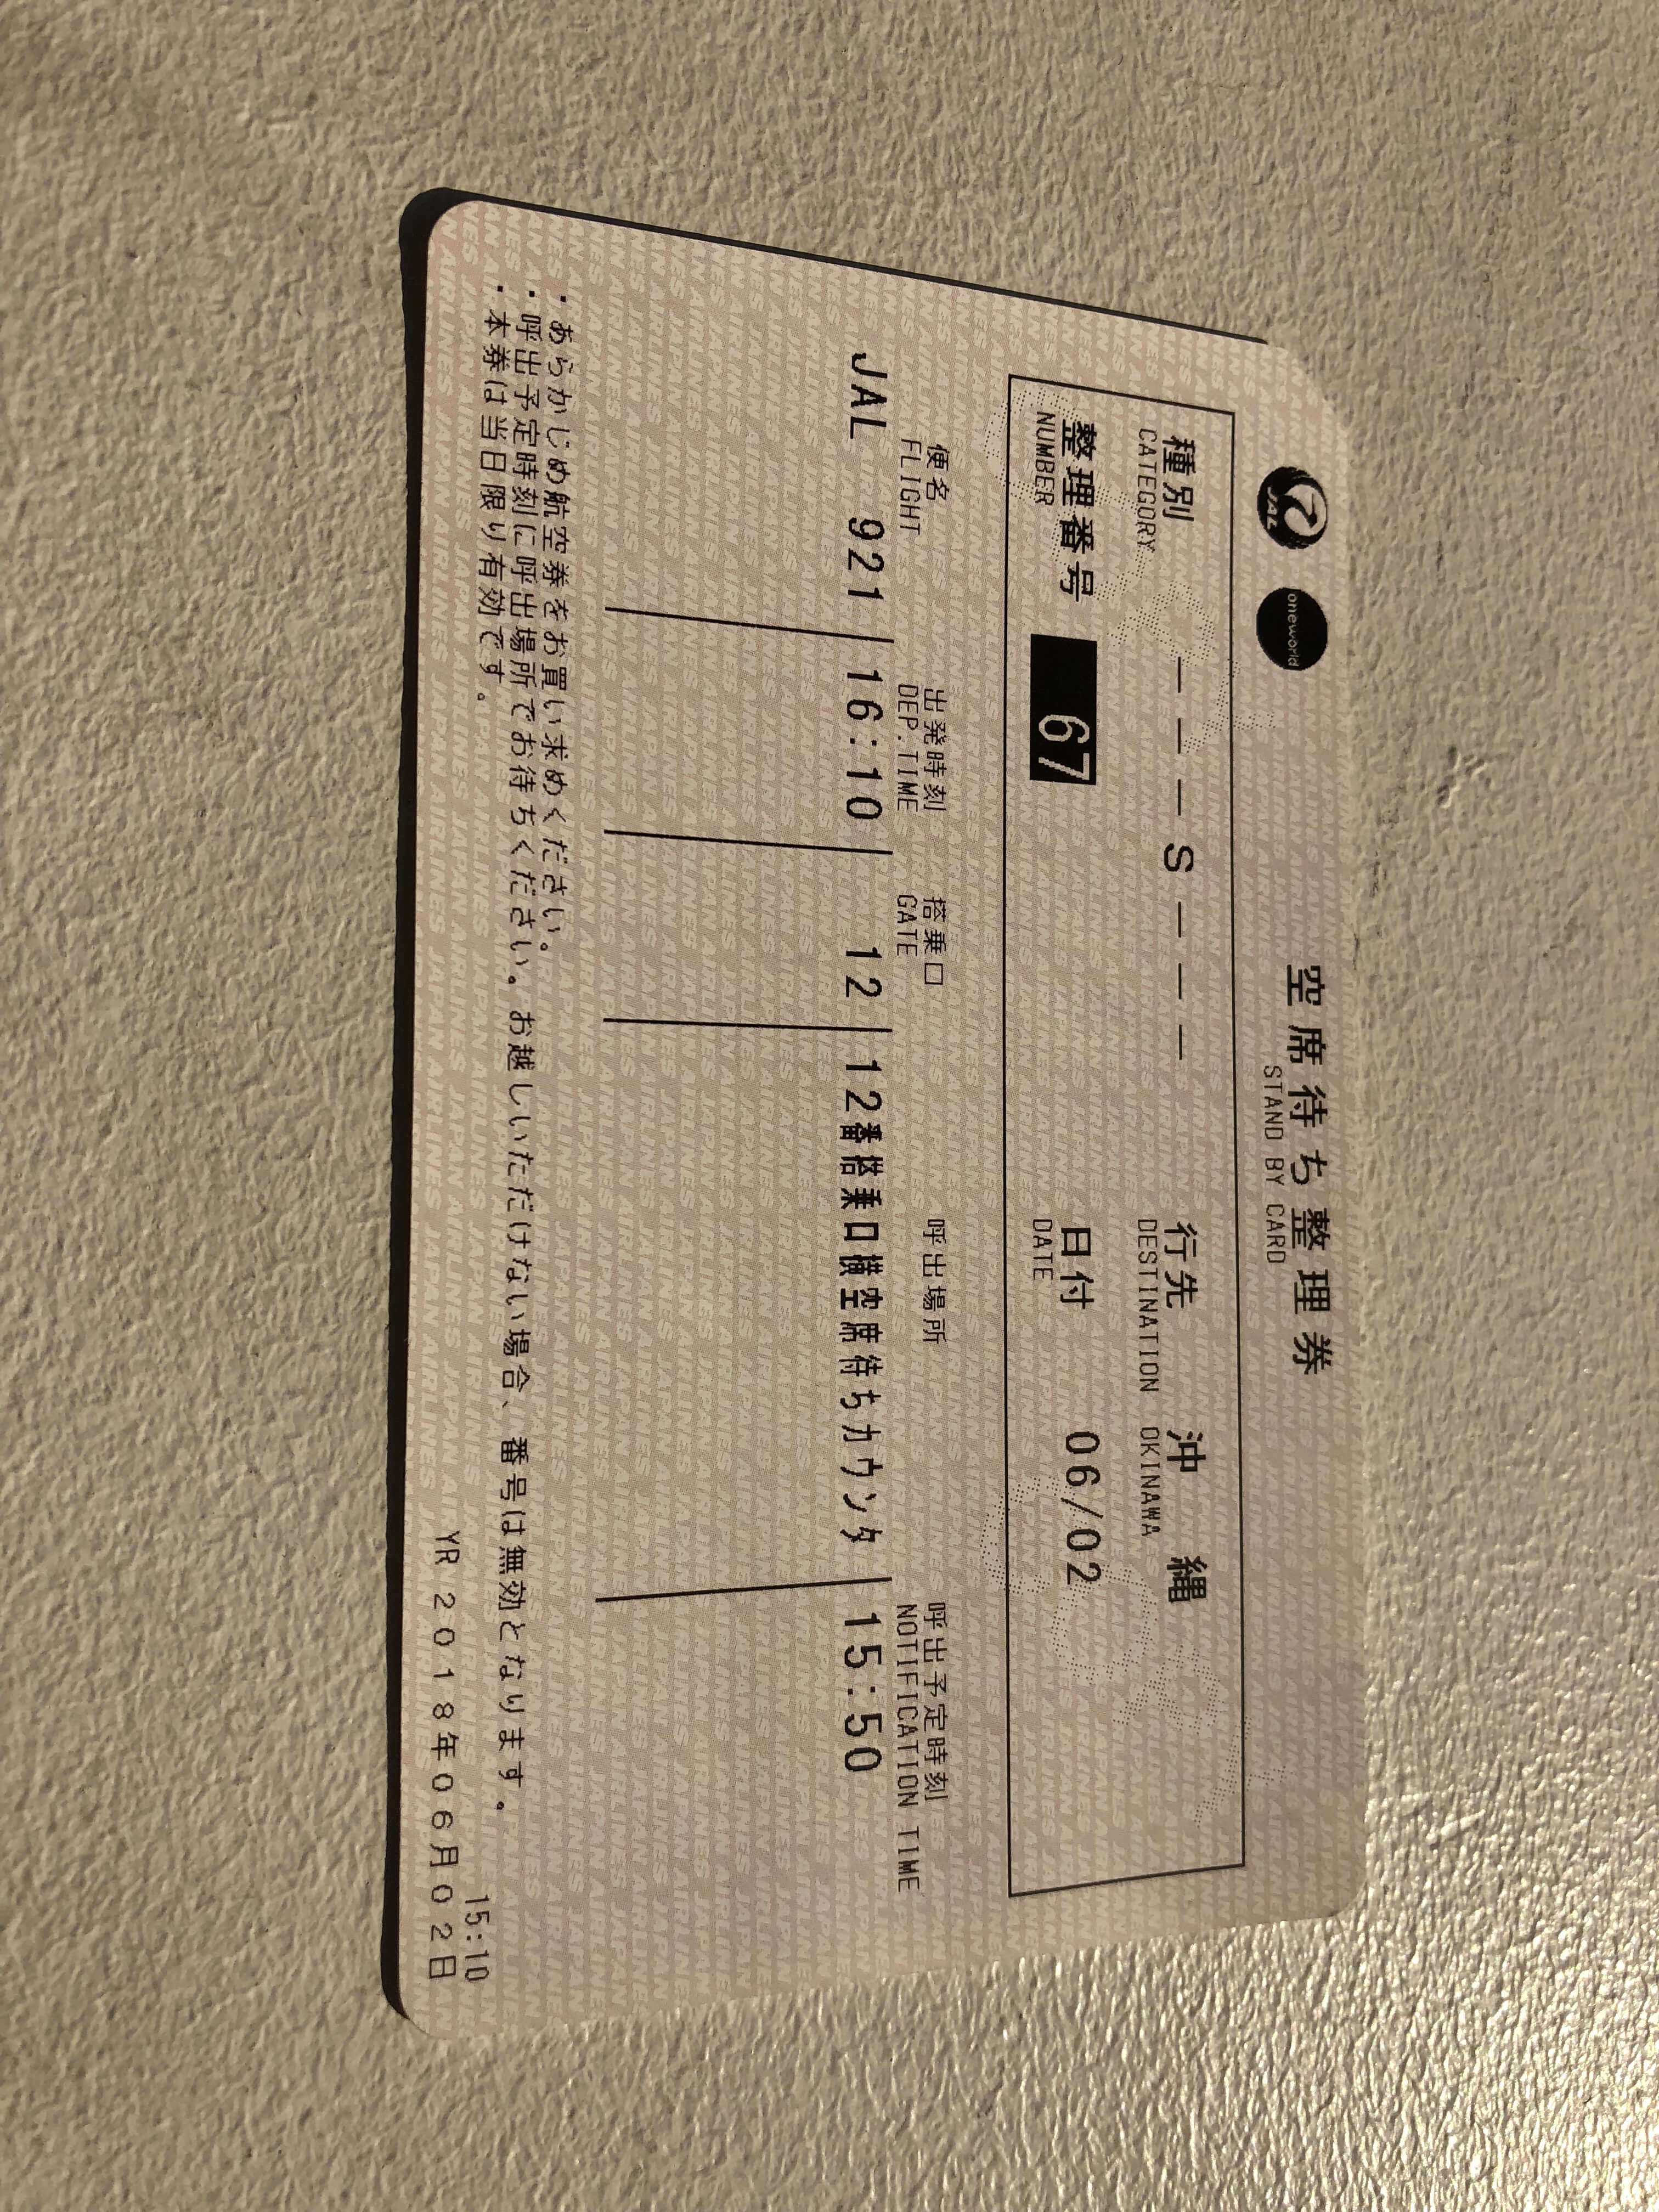 JAL oneworld
空席待ち整理券
STAND BY CARD
種別 ---S--- 行先 沖 縄
CATEGORY DESTINATION OKINAWA
整理番号 67 日付 06/02
NUMBER DATE
便名 出発時刻 搭乗口 呼出場所 呼出予定時刻
FLIGHT DEP.TIME GATE NOTIFICATION TIME
JAL 921 16:10 12 12番搭乗口横空席待ちカウンタ 15:50
・あらかじめ航空券をお買い求めください。
・呼出予定時刻に呼出場所でお待ちください。お越しいただけない場合、番号は無効となります。
・本券は当日限り有効です。
15:10
YR 2018年06月02日